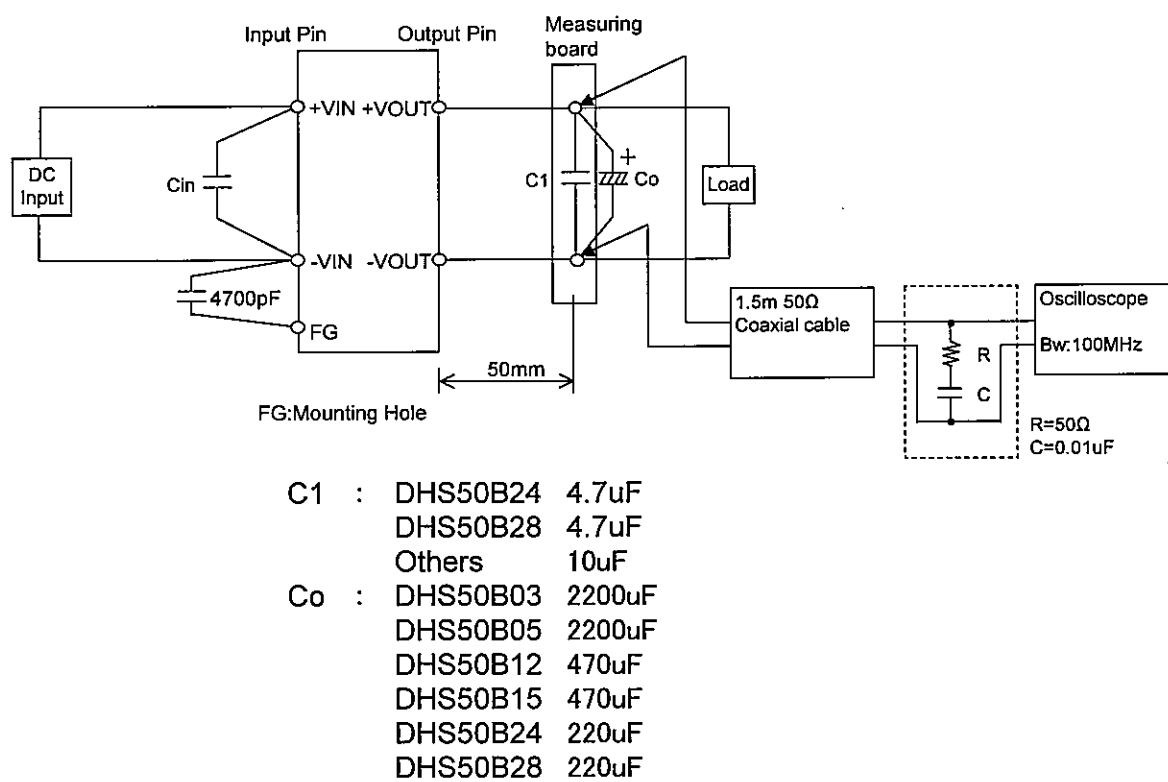 Input Pin
Output Pin
Measuring
board
+VIN
+VOUT
DC
Input
Cin
C1
+
Co
Load
-VIN
-VOUT
4700pF
FG
1.5m 50Ω
Coaxial cable
Oscilloscope
Bw:100MHz
R
C
50mm
FG:Mounting Hole
R=50Ω
C=0.01uF
C1 : DHS50B24 4.7uF
DHS50B28 4.7uF
Others 10uF
Co : DHS50B03 2200uF
DHS50B05 2200uF
DHS50B12 470uF
DHS50B15 470uF
DHS50B24 220uF
DHS50B28 220uF